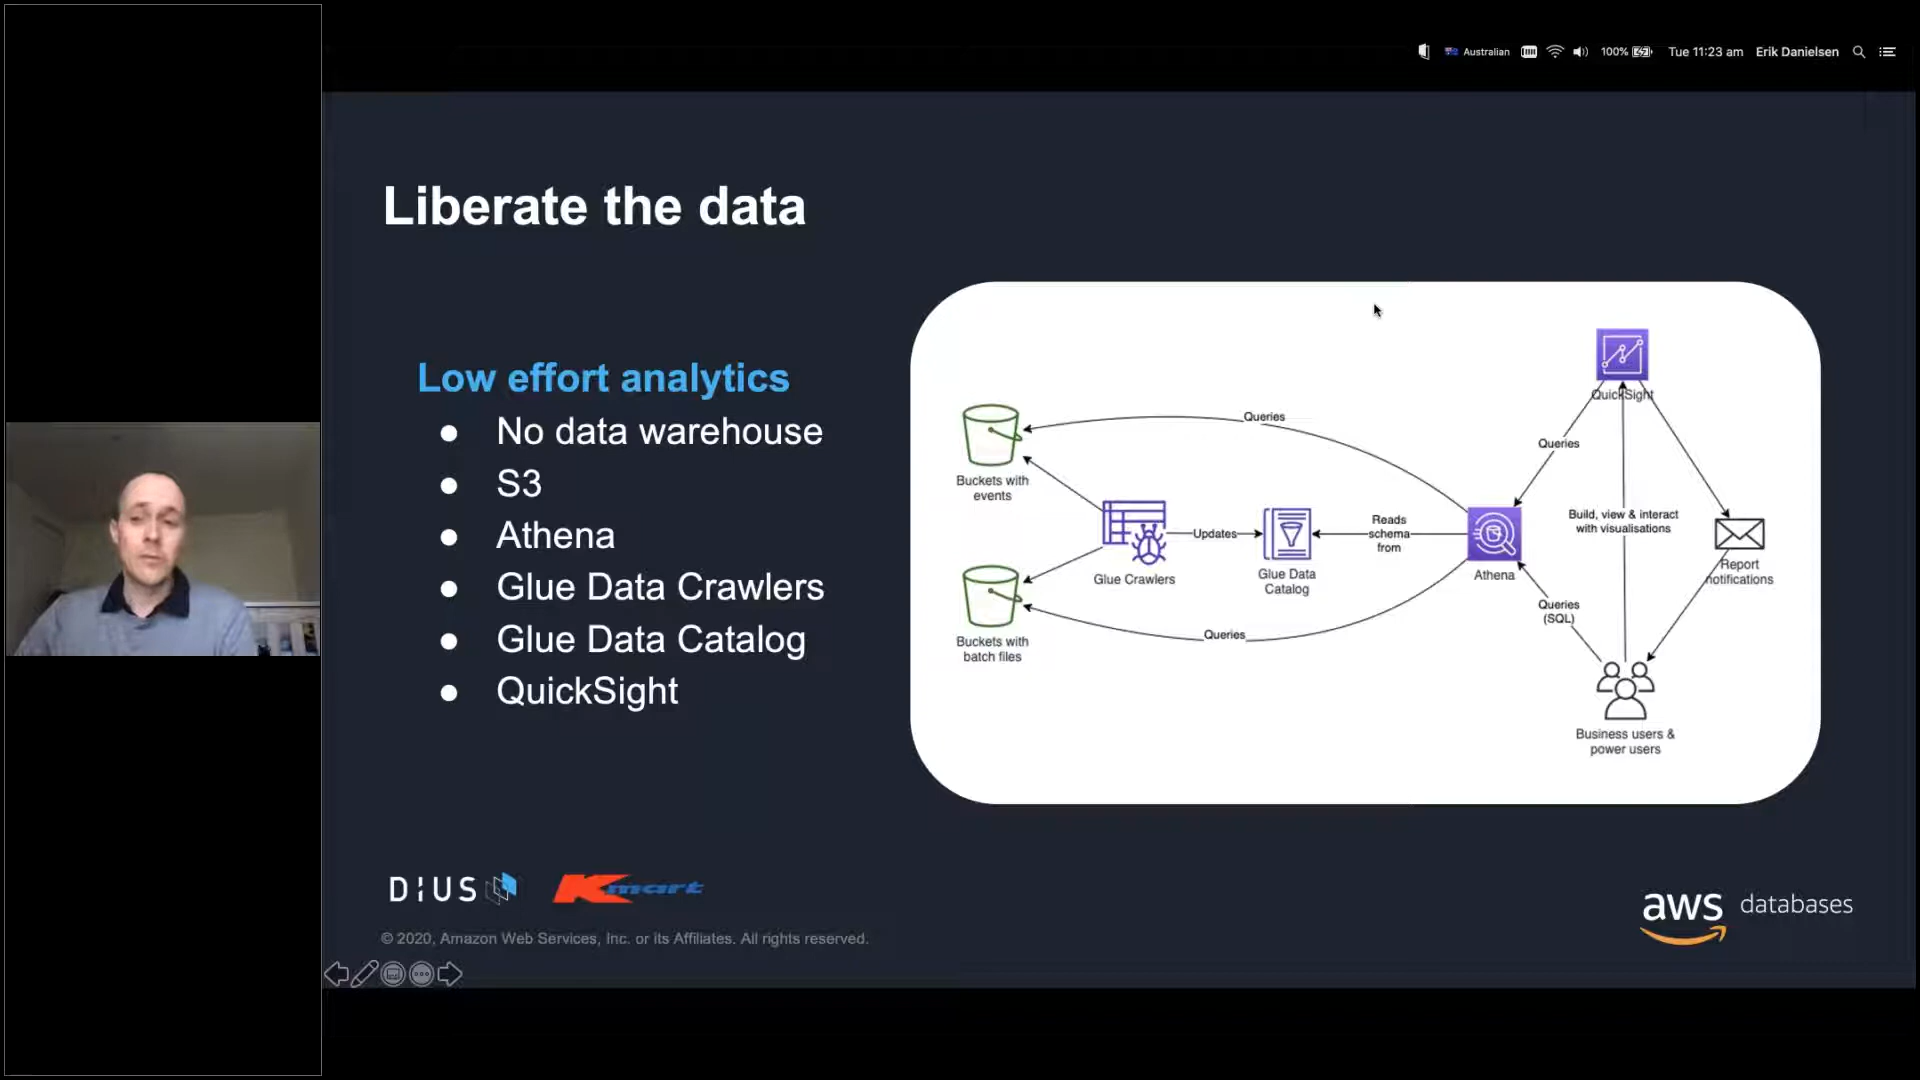 Australian 100% Tue 11:23 am Erik Danielsen
Liberate the data
Low effort analytics
● No data warehouse
● S3
● Athena
● Glue Data Crawlers
● Glue Data Catalog
● QuickSight
QuickSight
Queries
Queries
Buckets with
events
Build, view & interact
with visualisations
Reads
schema
from
Updates
Glue Crawlers
Glue Data
Catalog
Athena
Report
notifications
Queries
(SQL)
Queries
Buckets with
batch files
Business users &
power users
DiUS Kmart
aws databases
© 2020, Amazon Web Services, Inc. or its Affiliates. All rights reserved.